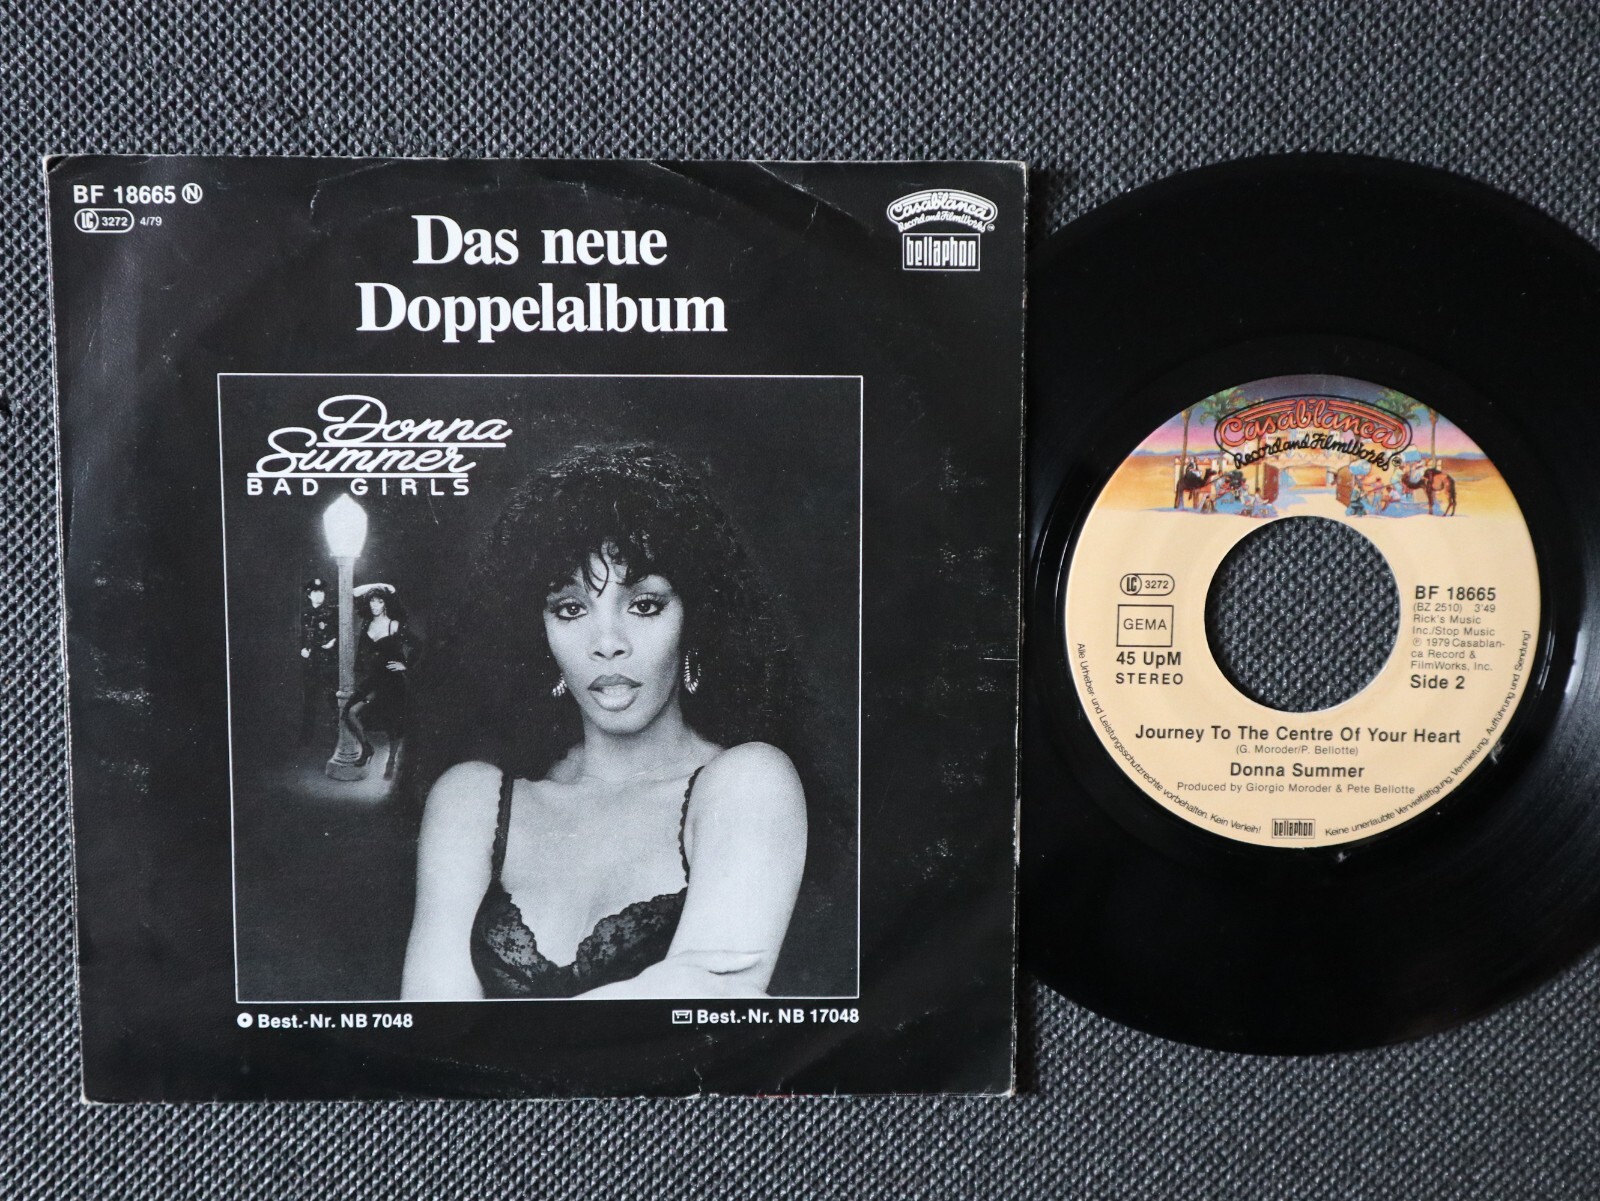 BF 18665 Ⓝ
LC 3272 4/79
Das neue
Doppelalbum
Casablanca
Record and FilmWorks
bellaphon
Donna
Summer
BAD GIRLS
Best.-Nr. NB 7048
Best.-Nr. NB 17048
Casablanca
Record and FilmWorks
LC 3272
GEMA
45 UpM
STEREO
BF 18665
(BZ 2510) 3'49
Rick's Music
Inc./Stop Music
Ⓟ 1979 Casablan-
ca Record &
FilmWorks, Inc.
Side 2
Journey To The Centre Of Your Heart
(G. Moroder/P. Bellotte)
Donna Summer
Produced by Giorgio Moroder & Pete Bellotte
Alle Urheber- und Leistungsschutzrechte vorbehalten. Kein Verleih!
bellaphon
Keine unerlaubte Vervielfältigung, Vermietung, Aufführung und Sendung!